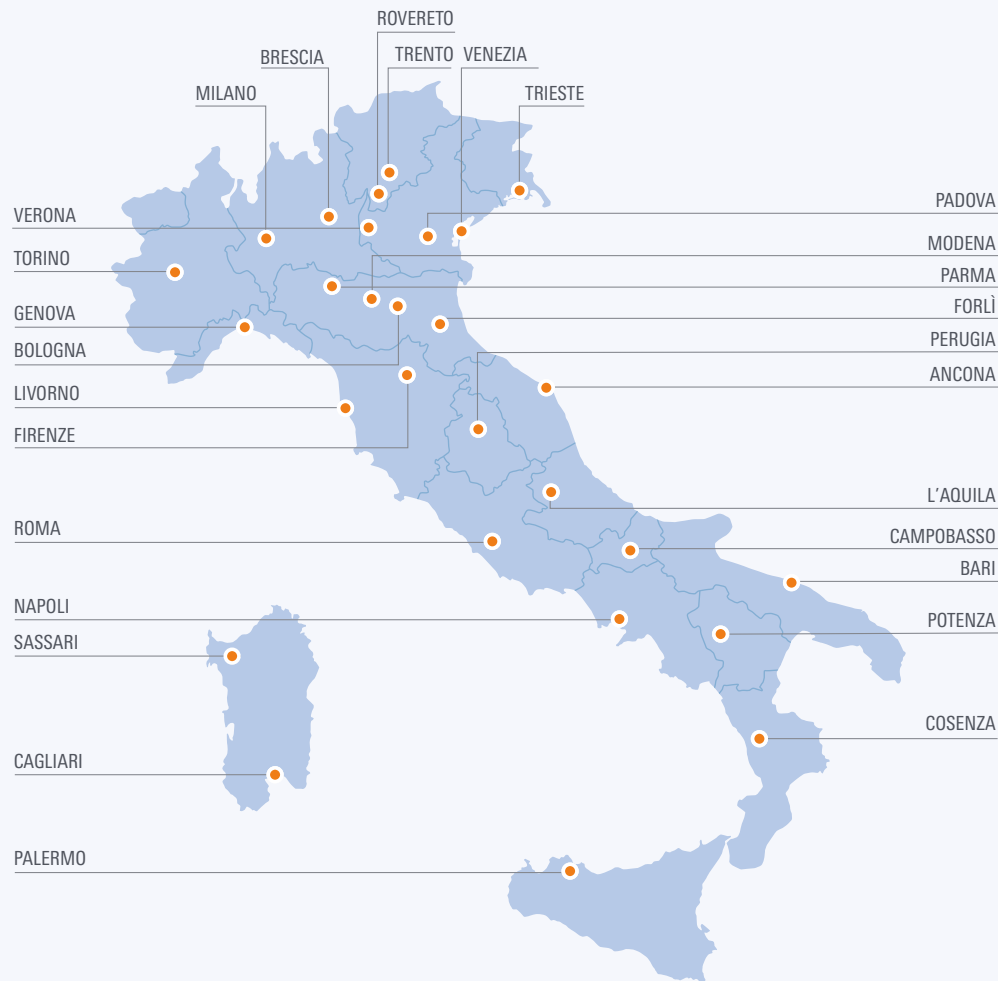 ROVERETO
BRESCIA
TRENTO
VENEZIA
MILANO
TRIESTE
VERONA
PADOVA
MODENA
TORINO
PARMA
GENOVA
FORLÌ
PERUGIA
BOLOGNA
ANCONA
LIVORNO
FIRENZE
L'AQUILA
ROMA
CAMPOBASSO
BARI
NAPOLI
POTENZA
SASSARI
COSENZA
CAGLIARI
PALERMO